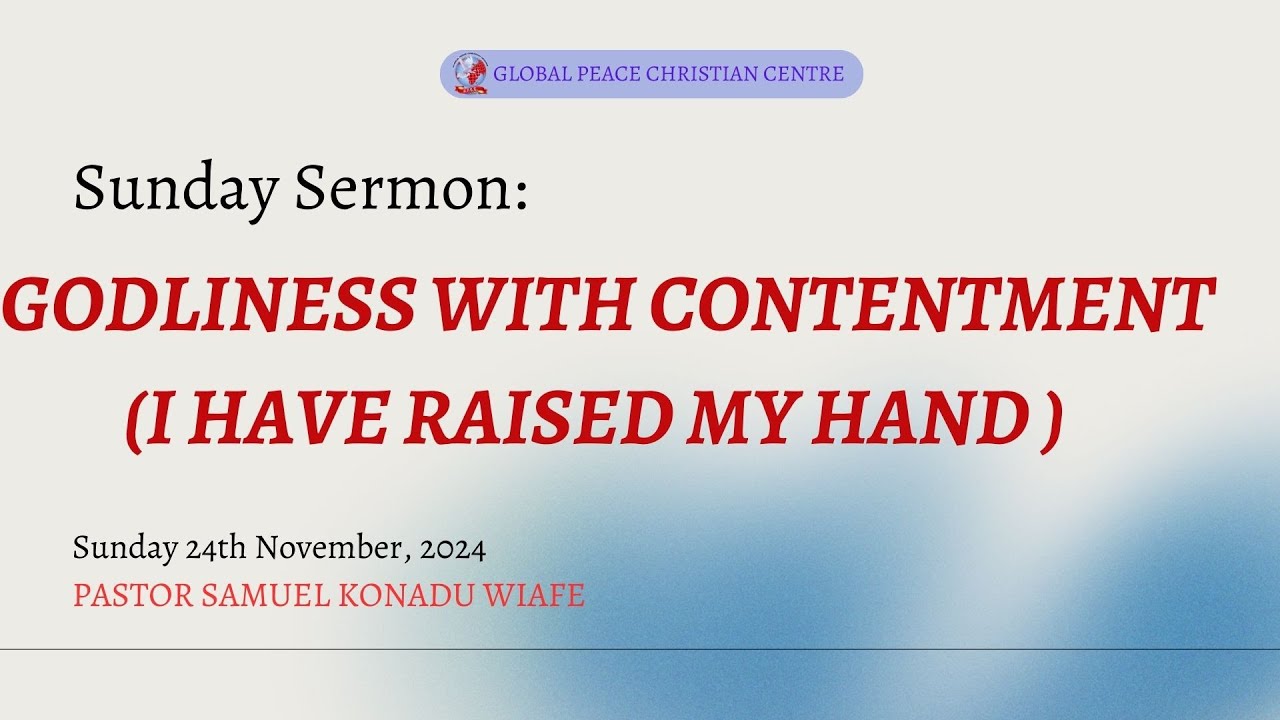 GLOBAL PEACE CHRISTIAN CENTRE
Sunday Sermon:
GODLINESS WITH CONTENTMENT
(I HAVE RAISED MY HAND )
Sunday 24th November, 2024
PASTOR SAMUEL KONADU WIAFE